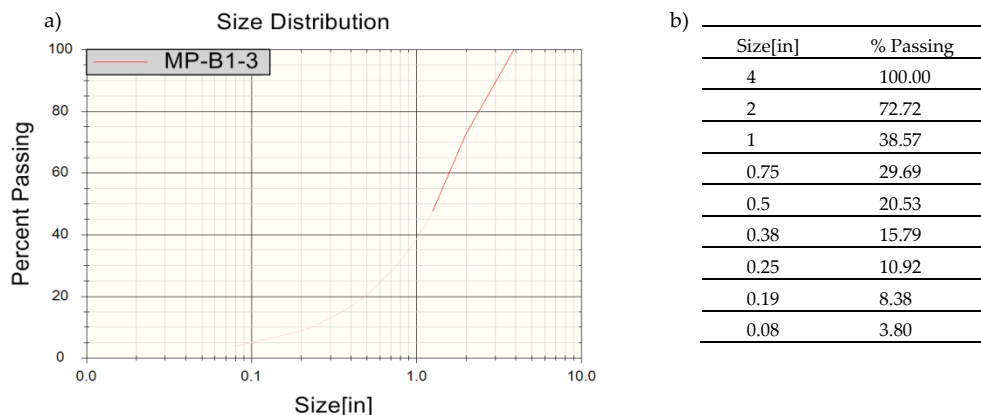 a)
Size Distribution
MP-B1-3
Percent Passing
100
80
60
40
20
0
0.0 0.1 1.0 10.0
Size[in]
b)
Size[in] % Passing
4 100.00
2 72.72
1 38.57
0.75 29.69
0.5 20.53
0.38 15.79
0.25 10.92
0.19 8.38
0.08 3.80